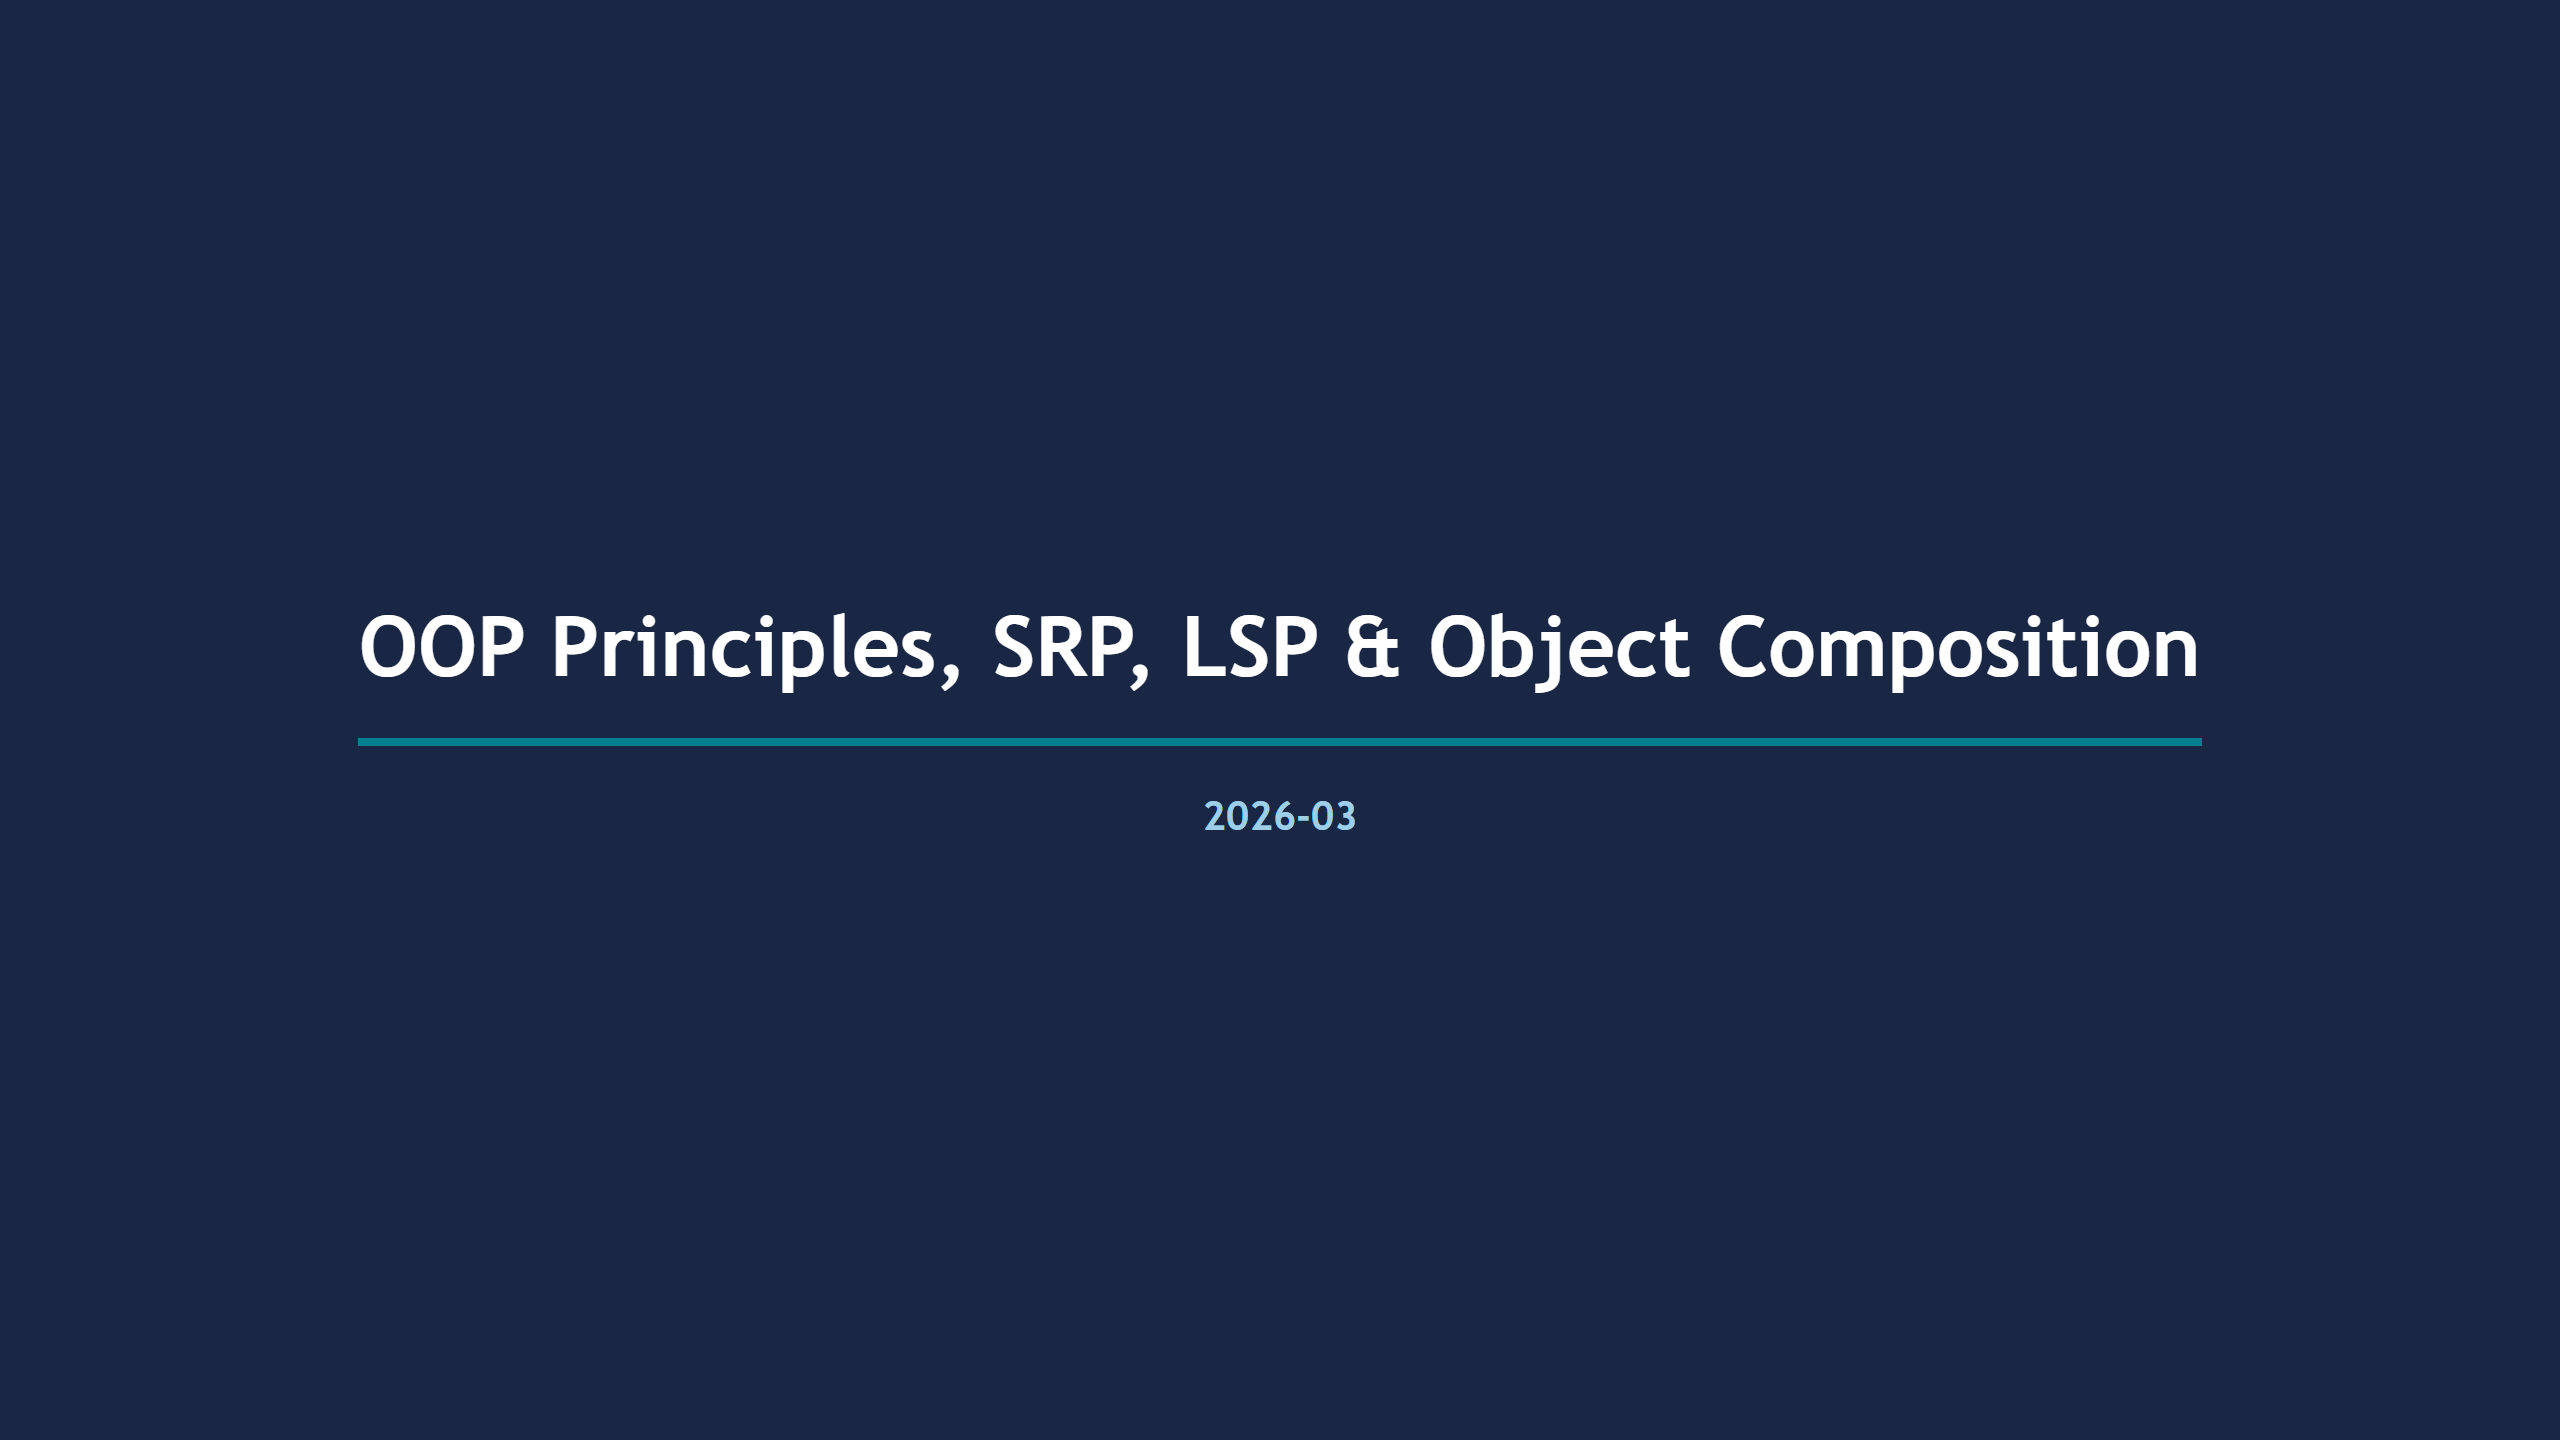 OOP Principles, SRP, LSP & Object Composition
2026-03